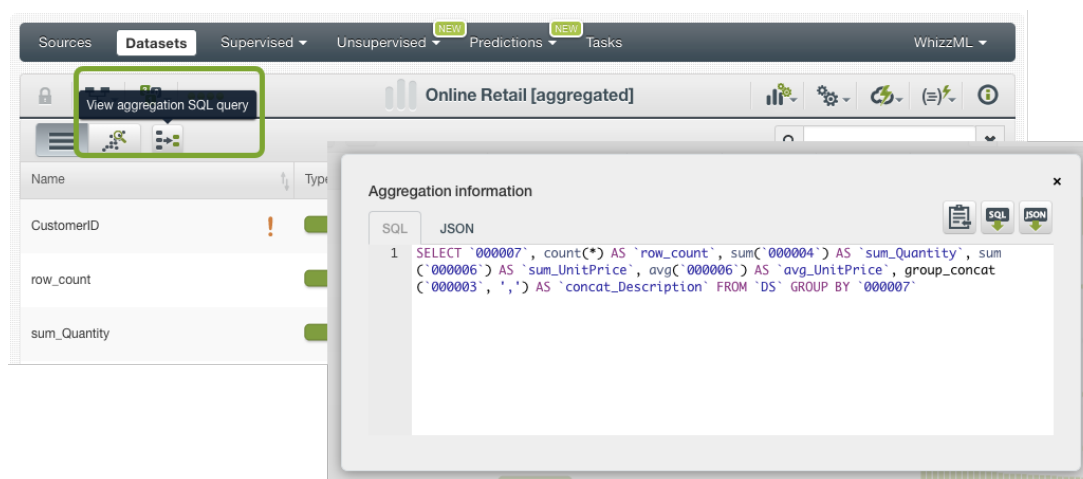 NEW NEW
Sources Datasets Supervised Unsupervised Predictions Tasks WhizzML
View aggregation SQL query
Online Retail [aggregated]
Name Type
CustomerID
row_count
sum_Quantity
Aggregation information
×
SQL JSON
SQL JSON
1 SELECT `000007`, count(*) AS `row_count`, sum(`000004`) AS `sum_Quantity`, sum
(`000006`) AS `sum_UnitPrice`, avg(`000006`) AS `avg_UnitPrice`, group_concat
(`000003`, ',') AS `concat_Description` FROM `DS` GROUP BY `000007`